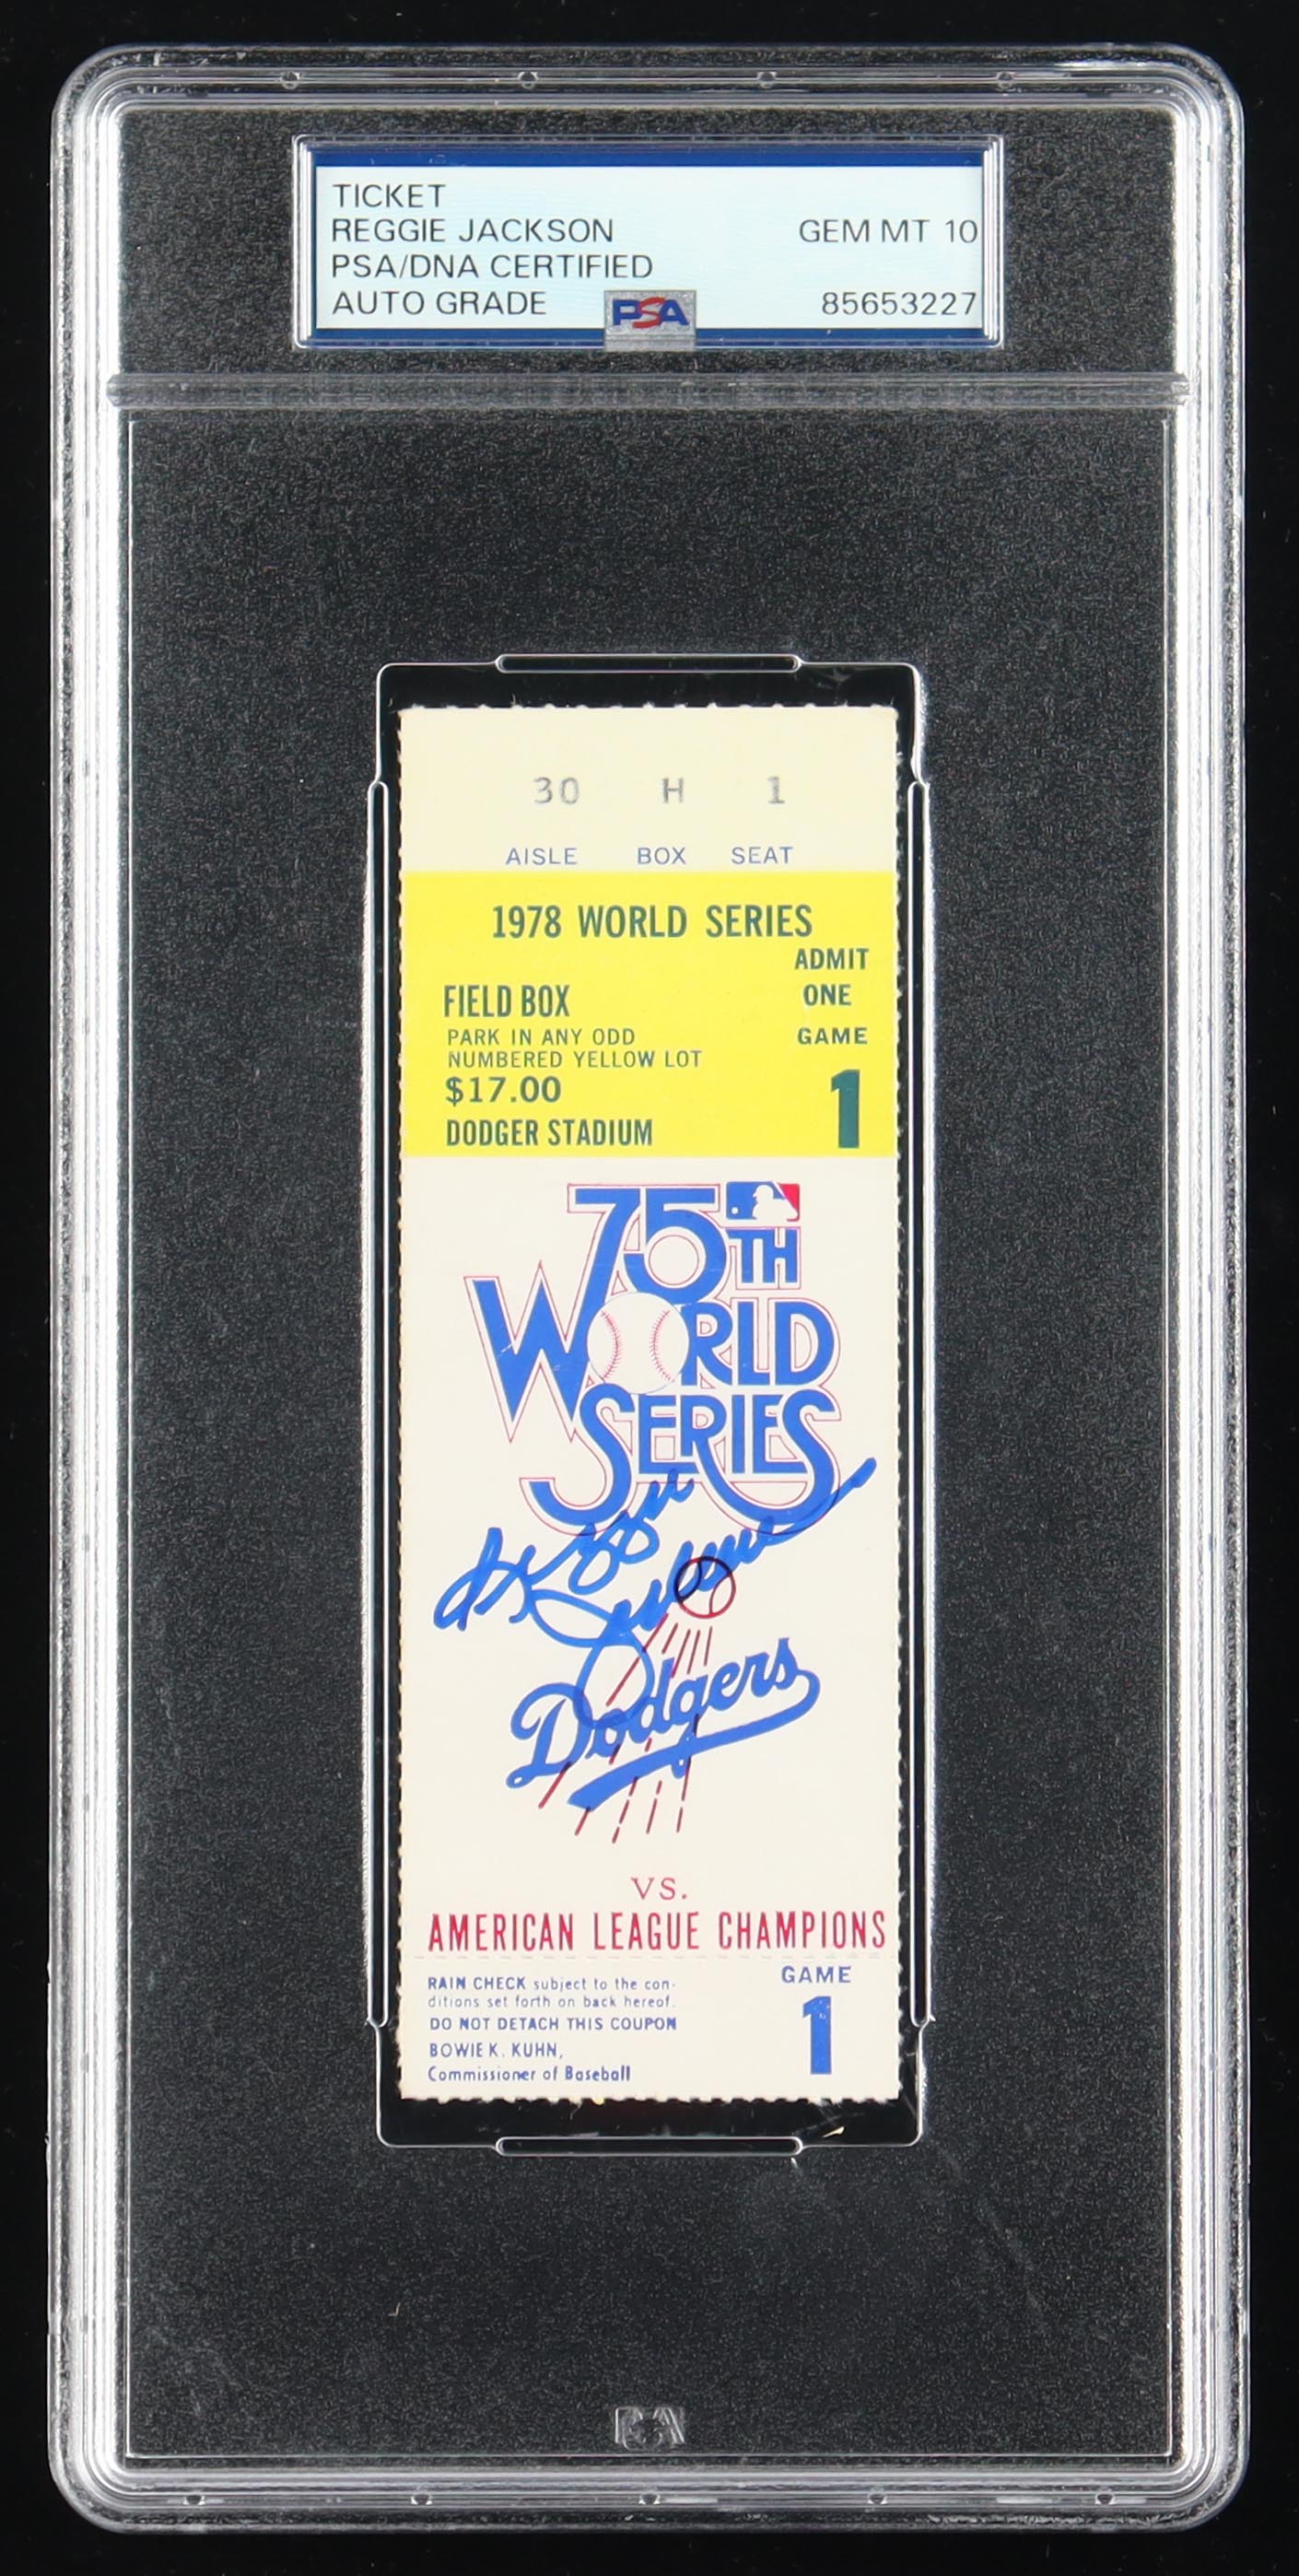 TICKET
REGGIE JACKSON GEM MT 10
PSA/DNA CERTIFIED
AUTO GRADE PSA 85653227
30 H 1
AISLE BOX SEAT
1978 WORLD SERIES
ADMIT
FIELD BOX ONE
PARK IN ANY ODD GAME
NUMBERED YELLOW LOT
$17.00 1
DODGER STADIUM
75TH
WORLD
SERIES
Reggie
Jackson
Dodgers
VS.
AMERICAN LEAGUE CHAMPIONS
RAIN CHECK subject to the con- GAME
ditions set forth on back hereof. 1
DO NOT DETACH THIS COUPON
BOWIE K. KUHN,
Commissioner of Baseball
PSA